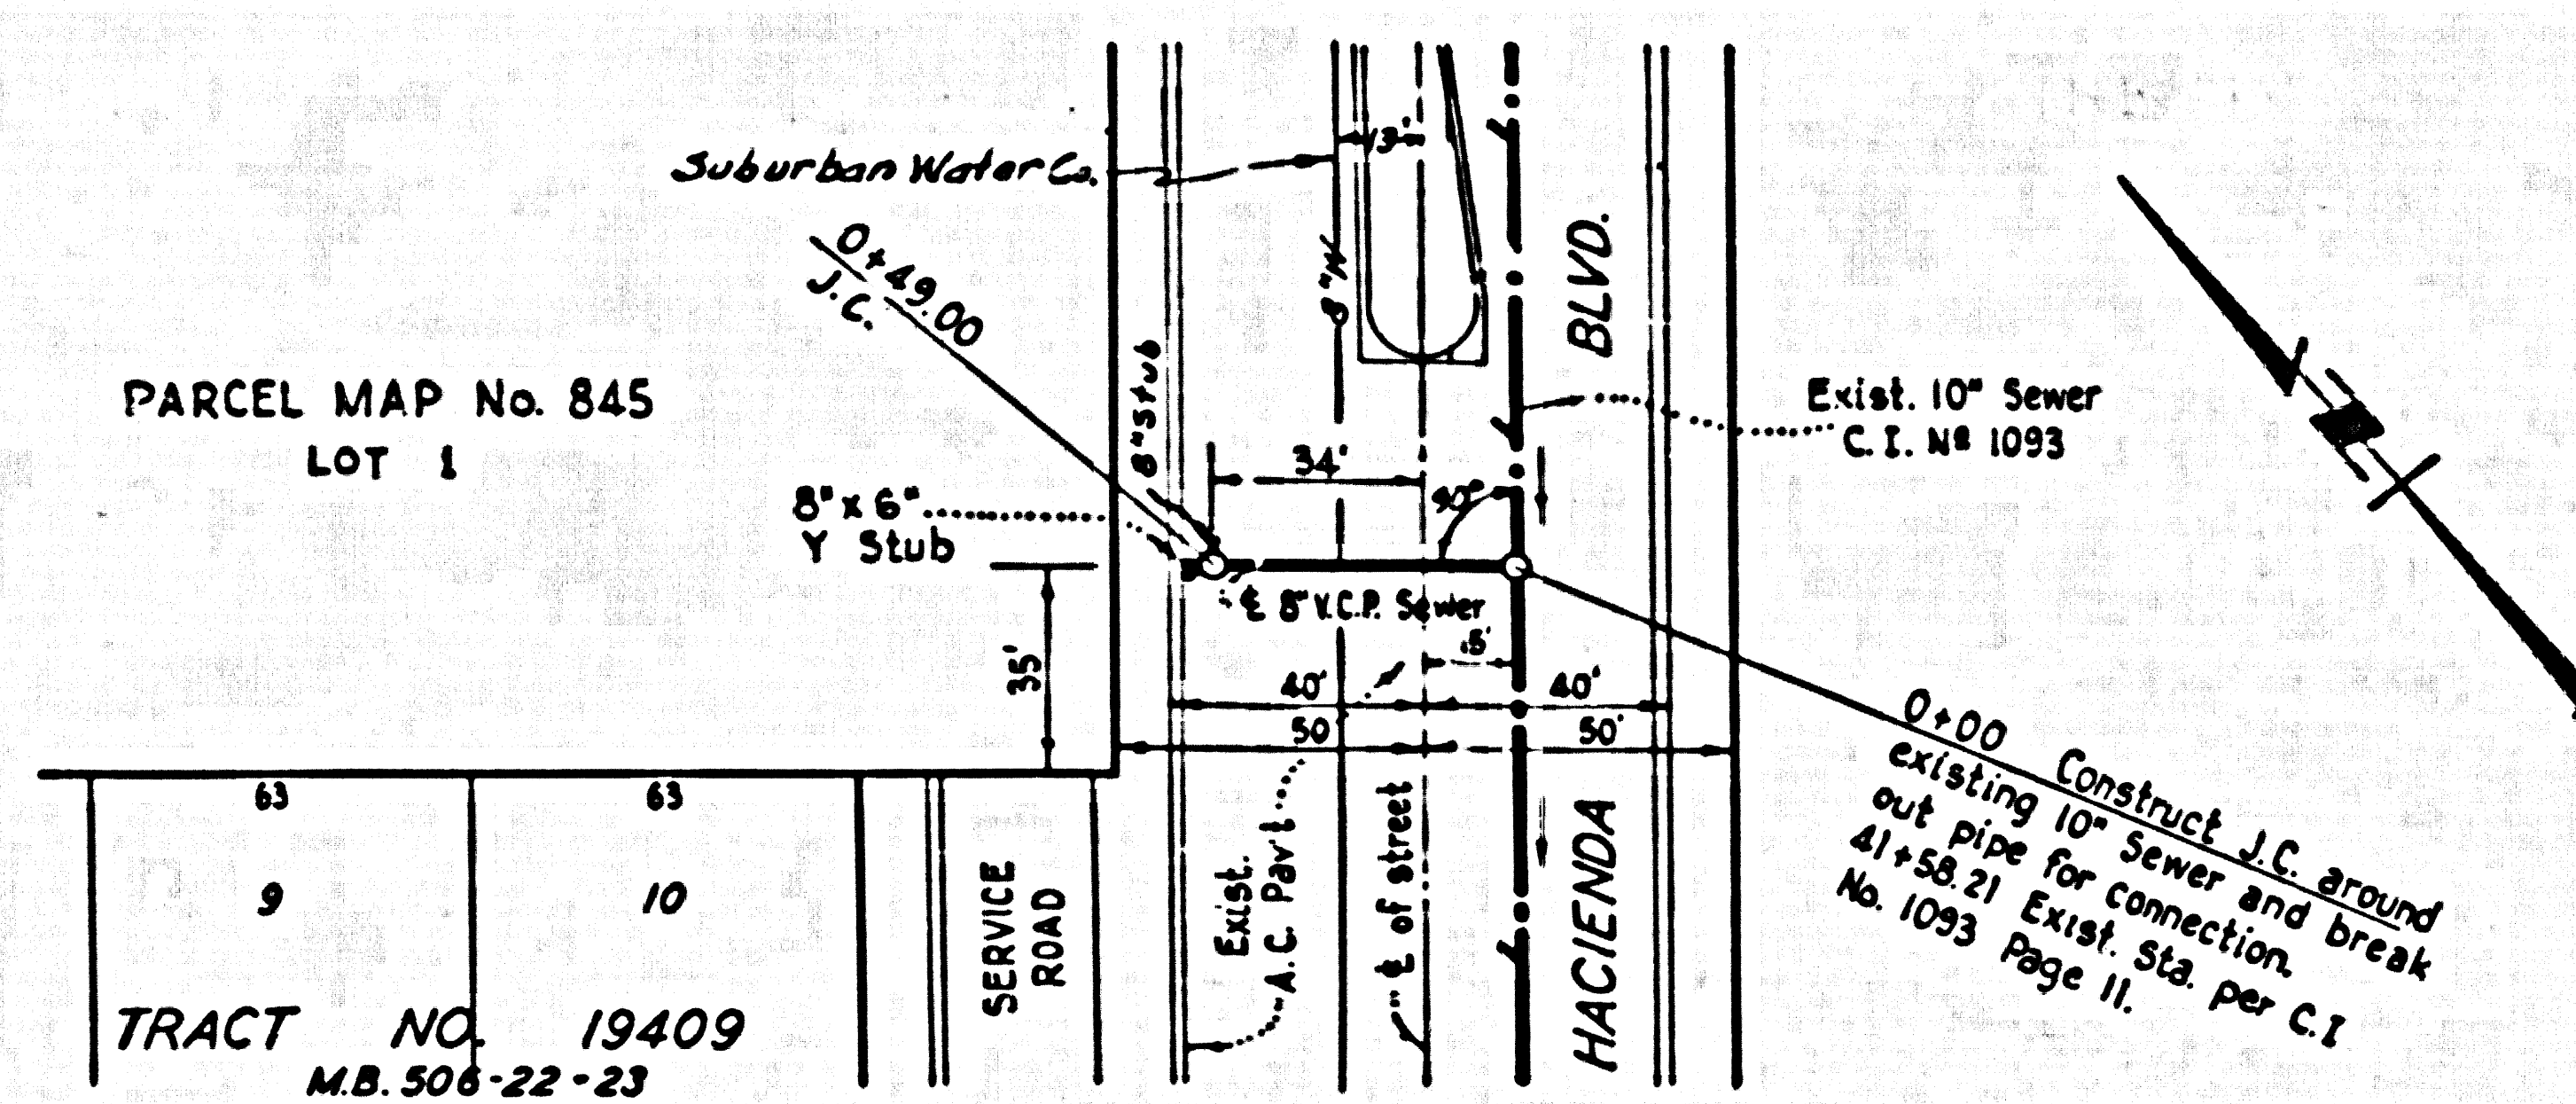 Suburban Water Co.
13'
0+49.00
J.C.
8"W
BLVD.
8" Stub
PARCEL MAP No. 845
LOT 1
Exist. 10" Sewer
C. I. Nº 1093
34'
90°
8" x 6"
Y Stub
℄ 8" V.C.P. Sewer
35'
15'
40'
40'
50
50'
0+00 Construct J.C. around
existing 10" Sewer and break
out pipe for connection.
41+58.21 Exist. Sta. per C.I
No. 1093 Page 11.
63
63
9
10
SERVICE
ROAD
Exist.
A.C. Pav't
℄ of street
HACIENDA
TRACT NO. 19409
M.B. 506-22-23